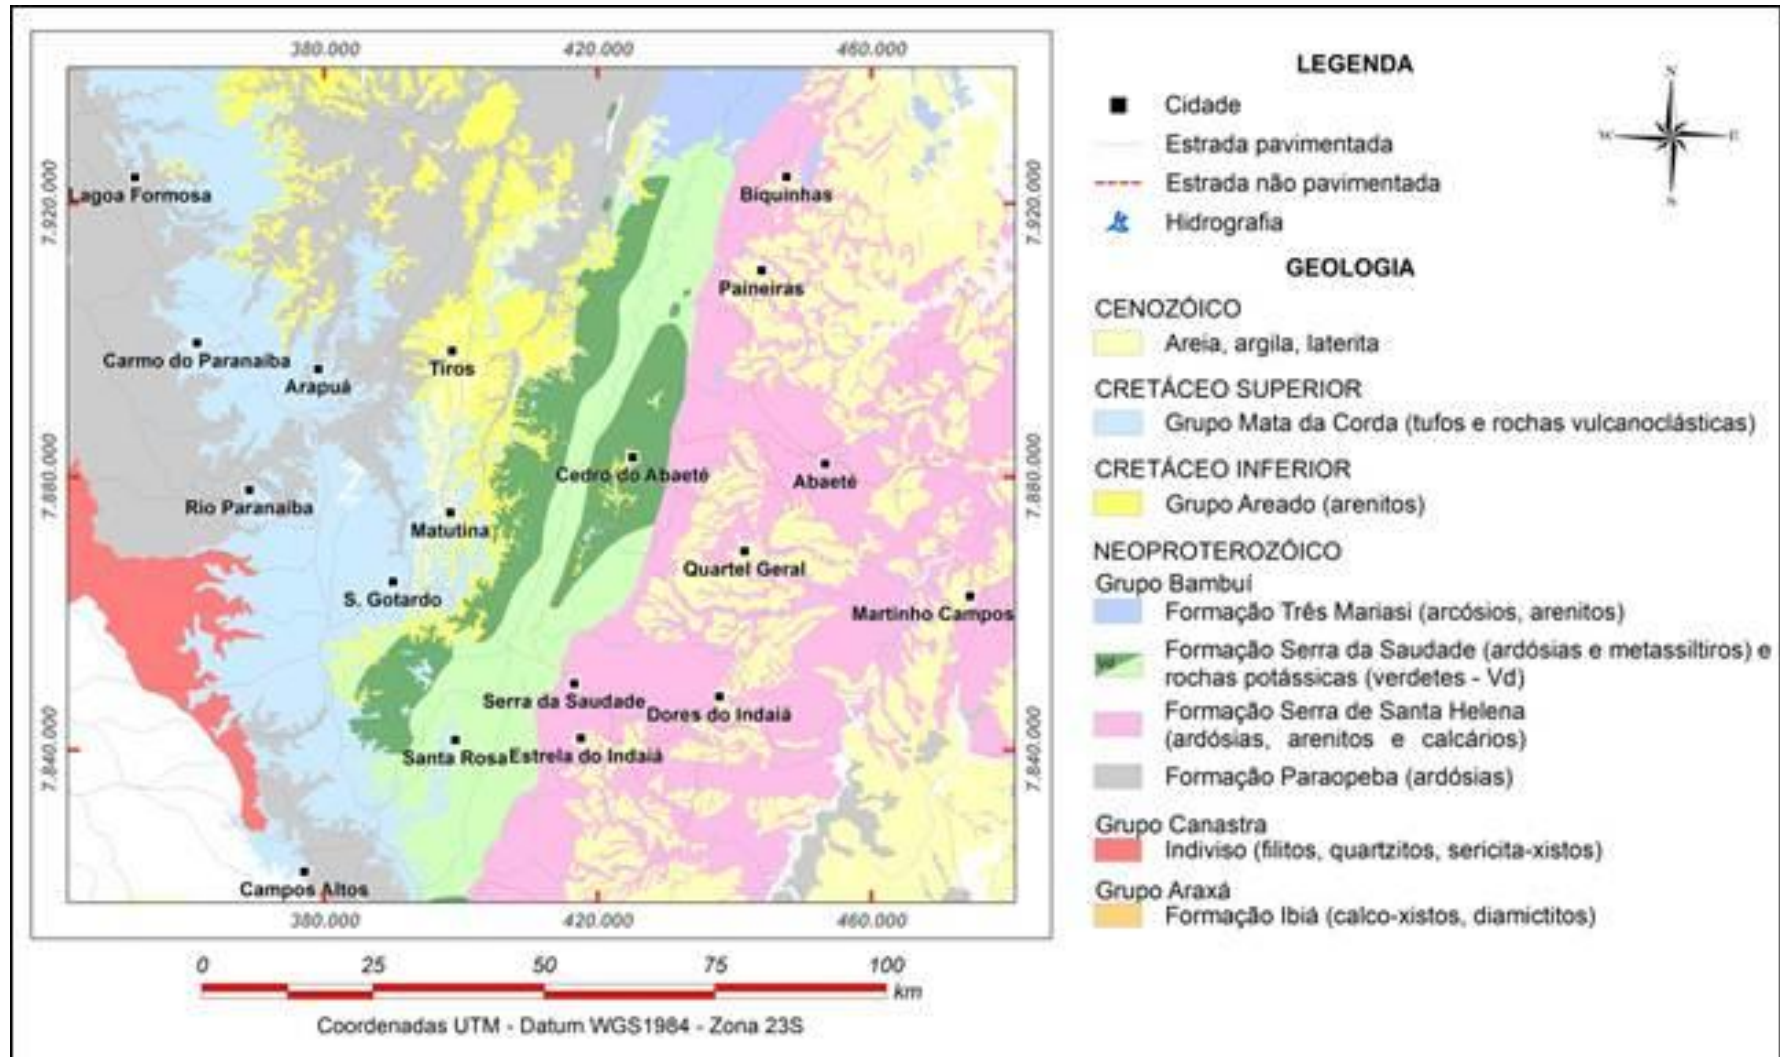 380.000 420.000 460.000
7.920.000
7.880.000
7.840.000
Lagoa Formosa
Biquinhas
Paineiras
Carmo do Paranaíba
Arapuá
Tiros
Cedro do Abaeté
Abaeté
Rio Paranaíba
Matutina
Quartel Geral
S. Gotardo
Martinho Campos
Serra da Saudade
Dores do Indaiá
Santa Rosa
Estrela do Indaiá
Campos Altos
7.920.000
7.880.000
7.840.000
380.000 420.000 460.000
0 25 50 75 100
km
Coordenadas UTM - Datum WGS1984 - Zona 23S
LEGENDA
Cidade
Estrada pavimentada
Estrada não pavimentada
Hidrografia
W E
GEOLOGIA
CENOZÓICO
Areia, argila, laterita
CRETÁCEO SUPERIOR
Grupo Mata da Corda (tufos e rochas vulcanoclásticas)
CRETÁCEO INFERIOR
Grupo Areado (arenitos)
NEOPROTEROZÓICO
Grupo Bambuí
Formação Três Mariasi (arcósios, arenitos)
Vd
Formação Serra da Saudade (ardósias e metassiltiros) e
rochas potássicas (verdetes - Vd)
Formação Serra de Santa Helena
(ardósias, arenitos e calcários)
Formação Paraopeba (ardósias)
Grupo Canastra
Indiviso (filitos, quartzitos, sericita-xistos)
Grupo Araxá
Formação Ibiá (calco-xistos, diamictitos)